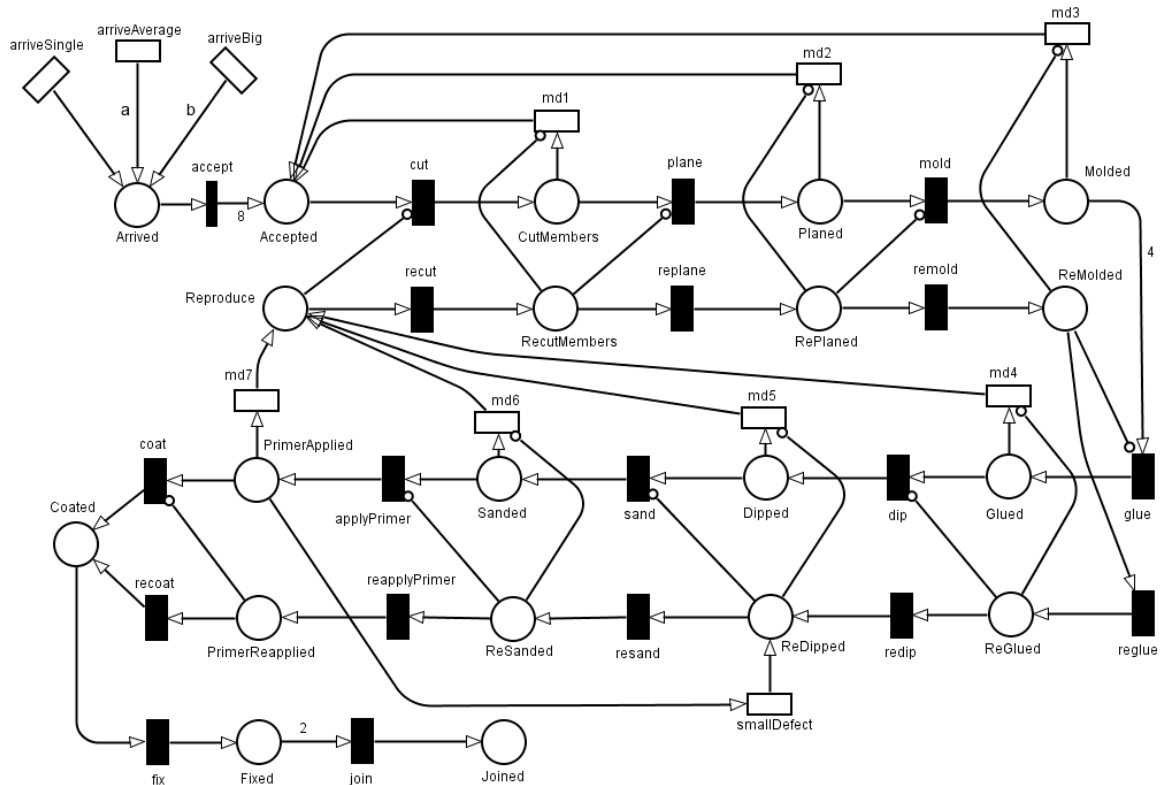 arriveSingle
arriveAverage
arriveBig
md3
md2
md1
a
b
accept
cut
plane
mold
Molded
8
Arrived
Accepted
CutMembers
Planed
4
Reproduce
recut
replane
remold
ReMolded
RecutMembers
RePlaned
md7
md6
md5
md4
coat
PrimerApplied
Coated
applyPrimer
Sanded
sand
Dipped
dip
Glued
glue
recoat
reapplyPrimer
PrimerReapplied
ReSanded
resand
ReDipped
redip
ReGlued
reglue
smallDefect
2
fix
Fixed
join
Joined